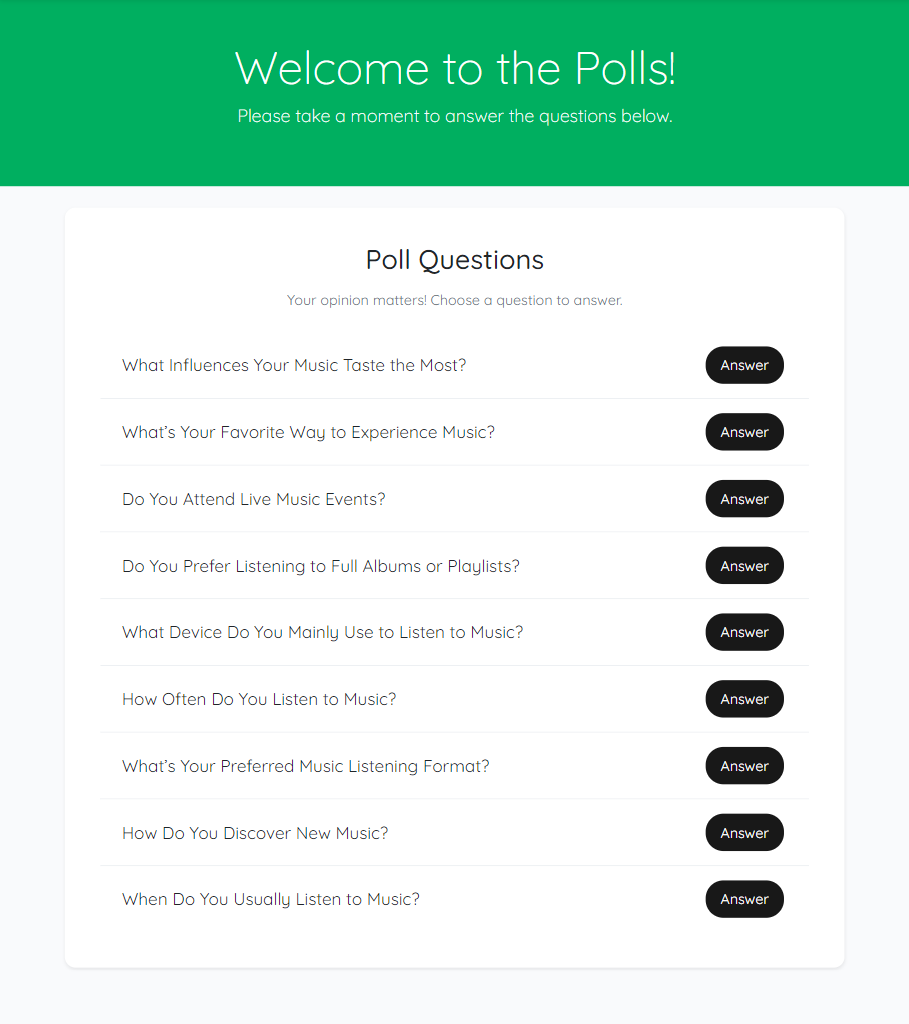 Welcome to the Polls!
Please take a moment to answer the questions below.
Poll Questions
Your opinion matters! Choose a question to answer.
What Influences Your Music Taste the Most? Answer
What’s Your Favorite Way to Experience Music? Answer
Do You Attend Live Music Events? Answer
Do You Prefer Listening to Full Albums or Playlists? Answer
What Device Do You Mainly Use to Listen to Music? Answer
How Often Do You Listen to Music? Answer
What’s Your Preferred Music Listening Format? Answer
How Do You Discover New Music? Answer
When Do You Usually Listen to Music? Answer